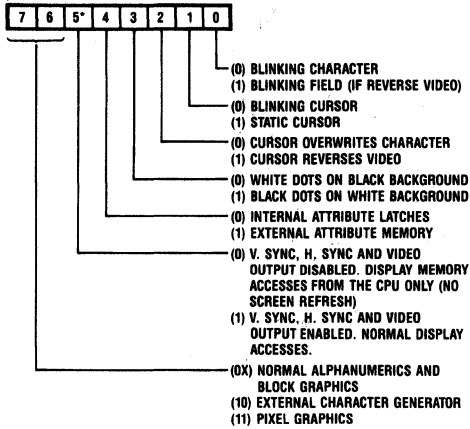 7 6 5* 4 3 2 1 0
(0) BLINKING CHARACTER
(1) BLINKING FIELD (IF REVERSE VIDEO)
(0) BLINKING CURSOR
(1) STATIC CURSOR
(0) CURSOR OVERWRITES CHARACTER
(1) CURSOR REVERSES VIDEO
(0) WHITE DOTS ON BLACK BACKGROUND
(1) BLACK DOTS ON WHITE BACKGROUND
(0) INTERNAL ATTRIBUTE LATCHES
(1) EXTERNAL ATTRIBUTE MEMORY
(0) V. SYNC, H. SYNC AND VIDEO
OUTPUT DISABLED. DISPLAY MEMORY
ACCESSES FROM THE CPU ONLY (NO
SCREEN REFRESH)
(1) V. SYNC, H. SYNC AND VIDEO
OUTPUT ENABLED. NORMAL DISPLAY
ACCESSES.
(0X) NORMAL ALPHANUMERICS AND
BLOCK GRAPHICS
(10) EXTERNAL CHARACTER GENERATOR
(11) PIXEL GRAPHICS